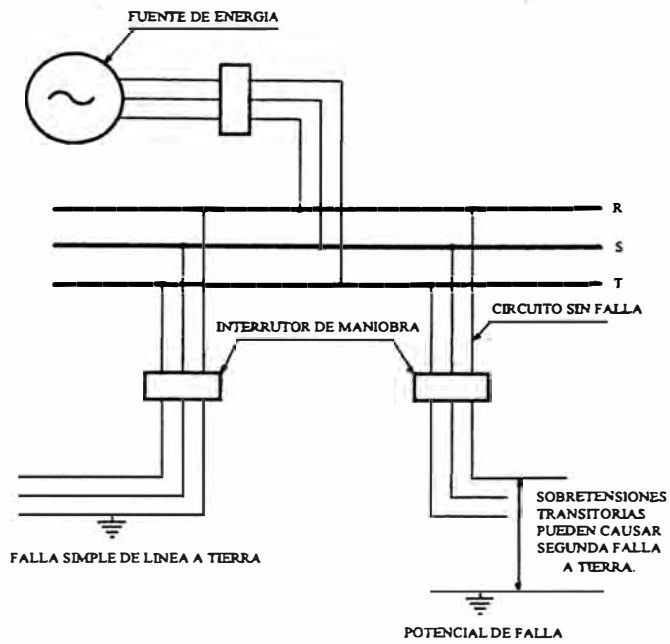 FUENTE DE ENERGIA
R
S
T
CIRCUITO SIN FALLA
INTERRUTOR DE MANIOBRA
SOBRETENSIONES
TRANSITORIAS
PUEDEN CAUSAR
SEGUNDA FALLA
A TIERRA.
FALLA SIMPLE DE LINEA A TIERRA
POTENCIAL DE FALLA